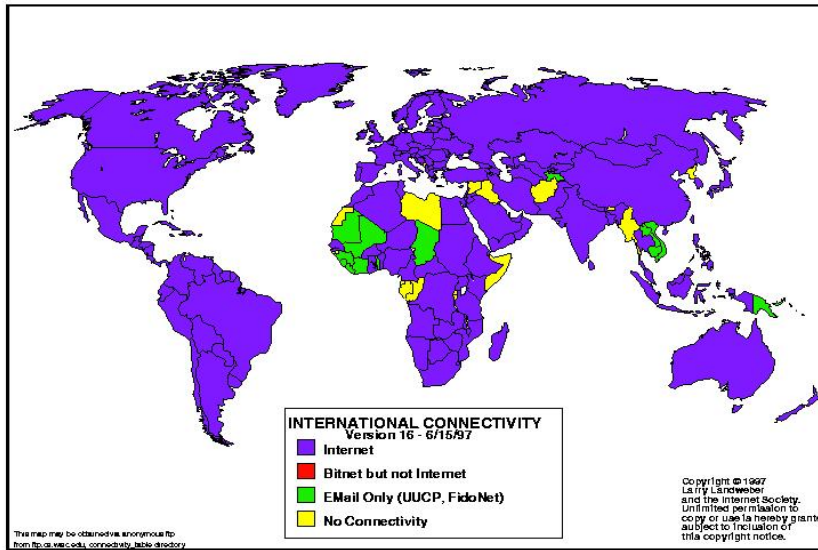 INTERNATIONAL CONNECTIVITY
Version 16 - 6/15/97
Internet
Bitnet but not Internet
EMail Only (UUCP, FidoNet)
No Connectivity
This map may be obtained via anonymous ftp
from ftp.cs.wisc.edu, connectivity_table directory
Copyright © 1997
Larry Landweber
and the Internet Society.
Unlimited permission to
copy or use is hereby grante
subject to inclusion of
this copyright notice.